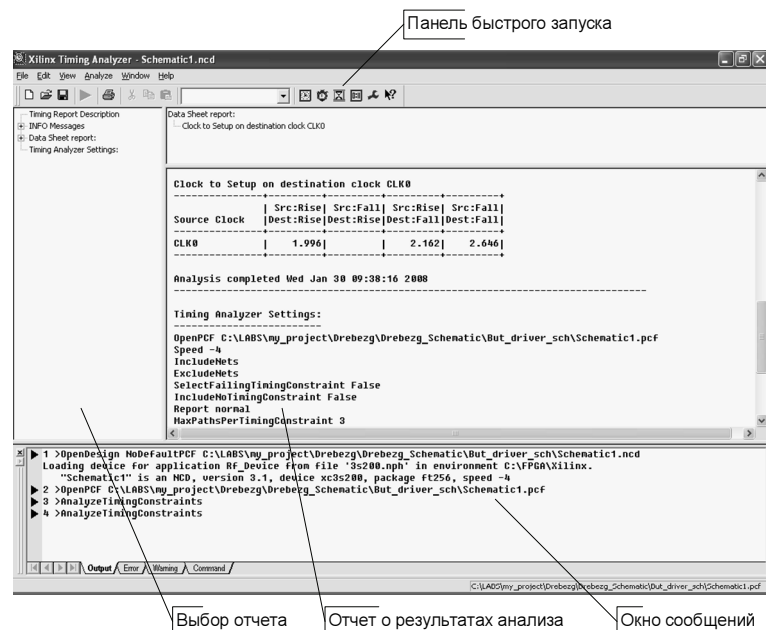 Панель быстрого запуска
Xilinx Timing Analyzer - Schematic1.ncd
File Edit View Analyze Window Help
Timing Report Description
INFO Messages
Data Sheet report:
Timing Analyzer Settings:
Data Sheet report:
Clock to Setup on destination clock CLK0
Clock to Setup on destination clock CLK0
---------------+---------+---------+---------+---------+
| Src:Rise| Src:Fall| Src:Rise| Src:Fall|
Source Clock |Dest:Rise|Dest:Rise|Dest:Fall|Dest:Fall|
---------------+---------+---------+---------+---------+
CLK0 | 1.996| | 2.162| 2.646|
---------------+---------+---------+---------+---------+
Analysis completed Wed Jan 30 09:38:16 2008
--------------------------------------------------------------------------------
Timing Analyzer Settings:
-------------------------
OpenPCF C:\LABS\my_project\Drebezg\Drebezg_Schematic\But_driver_sch\Schematic1.pcf
Speed -4
IncludeNets
ExcludeNets
SelectFailingTimingConstraint False
IncludeNoTimingConstraint False
Report normal
MaxPathsPerTimingConstraint 3
1 >OpenDesign NoDefaultPCF C:\LABS\my_project\Drebezg\Drebezg_Schematic\But_driver_sch\Schematic1.ncd
Loading device for application Rf_Device from file '3s200.nph' in environment C:\FPGA\Xilinx.
"Schematic1" is an NCD, version 3.1, device xc3s200, package ft256, speed -4
2 >OpenPCF C:\LABS\my_project\Drebezg\Drebezg_Schematic\But_driver_sch\Schematic1.pcf
3 >AnalyzeTimingConstraints
4 >AnalyzeTimingConstraints
Output Error Warning Command
C:\LABS\my_project\Drebezg\Drebezg_Schematic\But_driver_sch\Schematic1.pcf
Выбор отчета
Отчет о результатах анализа
Окно сообщений